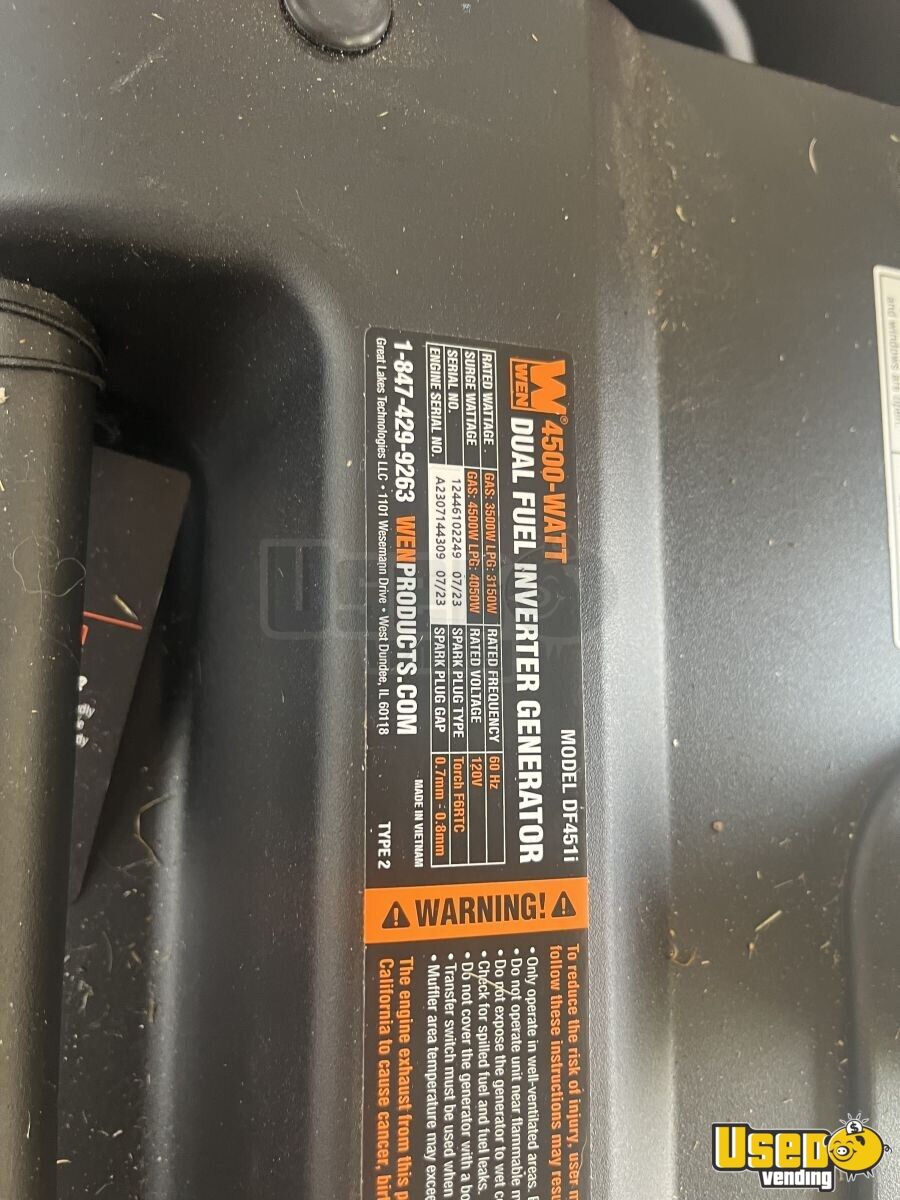 WEN
4500-WATT
MODEL DF451i
DUAL FUEL INVERTER GENERATOR
RATED WATTAGE GAS: 3500W LPG: 3150W RATED FREQUENCY 60 Hz
SURGE WATTAGE GAS: 4500W LPG: 4050W RATED VOLTAGE 120V
SERIAL NO. 12446102249 07/23 SPARK PLUG TYPE Torch F6RTC
ENGINE SERIAL NO. A2307144309 07/23 SPARK PLUG GAP 0.7mm - 0.8mm
1-847-429-9263 WENPRODUCTS.COM MADE IN VIETNAM
Great Lakes Technologies LLC • 1101 Wesemann Drive • West Dundee, IL 60118 TYPE 2
WARNING!
To reduce the risk of injury, user
follow these instructions may
• Only operate in well-ventilated areas.
• Do not operate unit near flammable
• Do not expose the generator to wet
• Check for spilled fuel and fuel leaks.
• Do not cover the generator with a
• Transfer switch must be used when
• Muffler area temperature may
The engine exhaust from this
California to cause cancer,
and windows are open.
USED vending
Used
vending